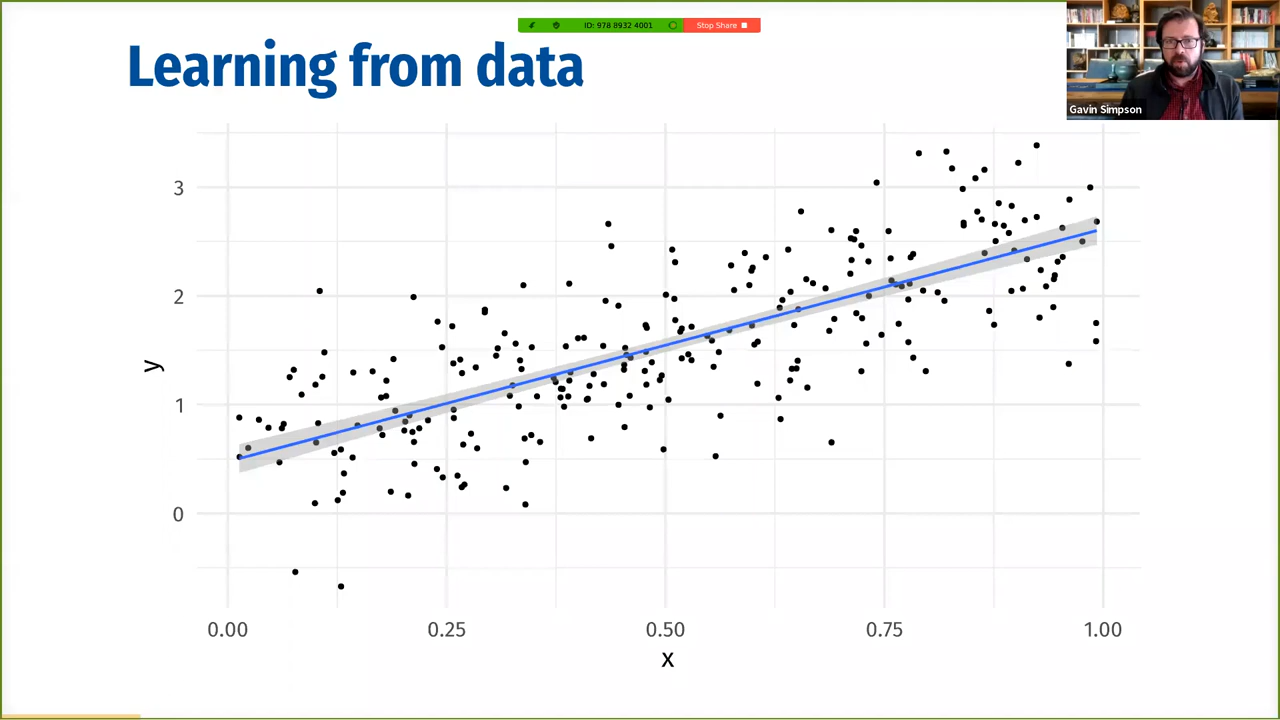 ID: 978 8932 4001
Stop Share
Learning from data
Gavin Simpson
3
2
1
0
y
0.00 0.25 0.50 0.75 1.00
x